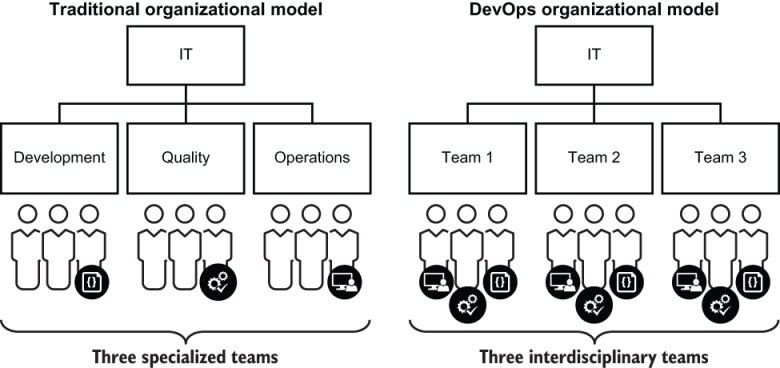 Traditional organizational model
IT
Development
Quality
Operations
{}
Three specialized teams
DevOps organizational model
IT
Team 1
Team 2
Team 3
{}
{}
{}
Three interdisciplinary teams